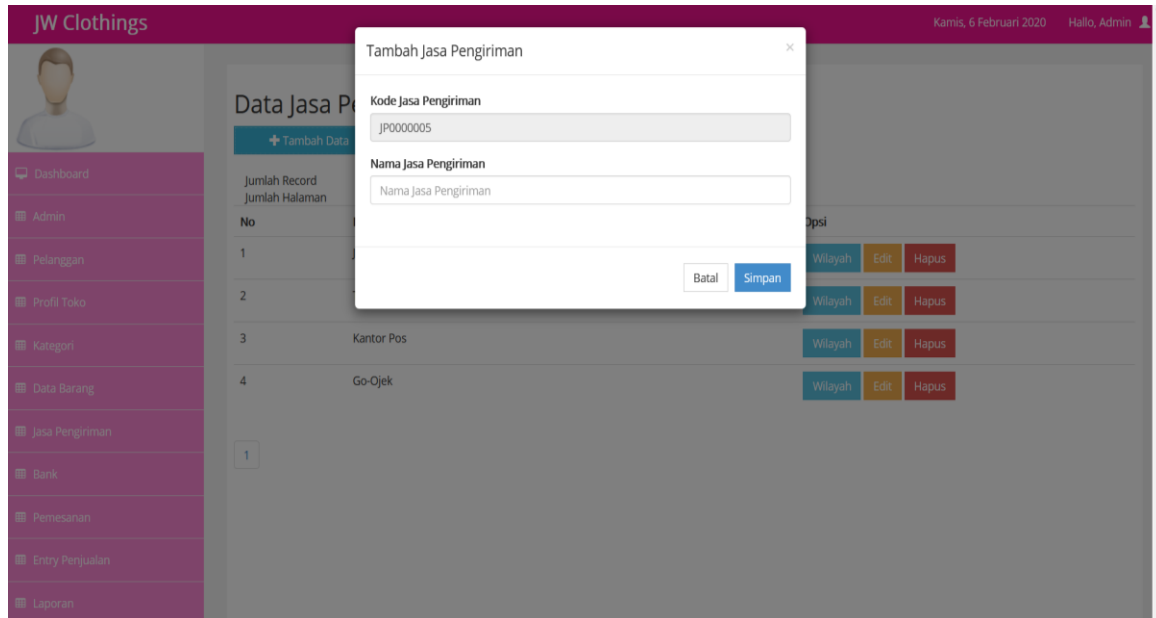 JW Clothings
Kamis, 6 Februari 2020 Hallo, Admin
Tambah Jasa Pengiriman ×
Kode Jasa Pengiriman
JP0000005
Nama Jasa Pengiriman
Nama Jasa Pengiriman
Batal Simpan
Data Jasa
Tambah Data
Jumlah Record
Jumlah Halaman
No Opsi
1 Wilayah Edit Hapus
2 Wilayah Edit Hapus
3 Kantor Pos Wilayah Edit Hapus
4 Go-Ojek Wilayah Edit Hapus
1
Dashboard
Admin
Pelanggan
Profil Toko
Kategori
Data Barang
Jasa Pengiriman
Bank
Pemesanan
Entry Penjualan
Laporan